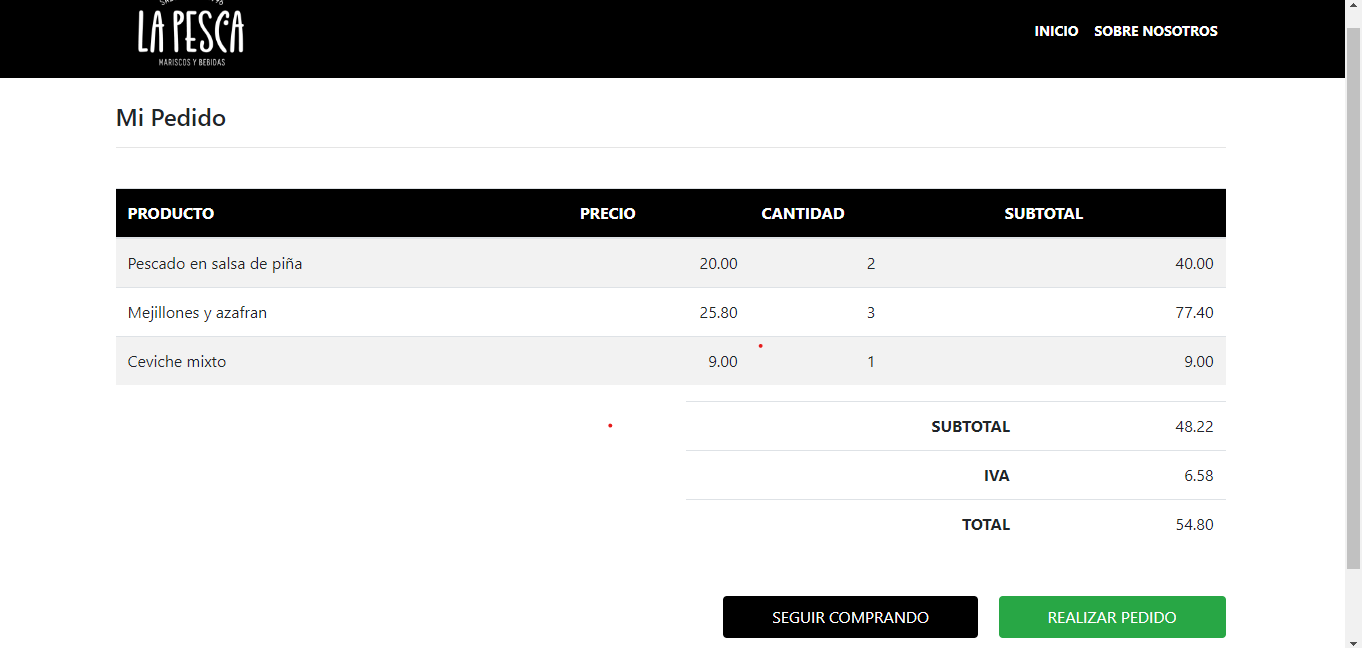 LA PESCA
MARISCOS Y BEBIDAS
INICIO SOBRE NOSOTROS
Mi Pedido
PRODUCTO PRECIO CANTIDAD SUBTOTAL
Pescado en salsa de piña 20.00 2 40.00
Mejillones y azafran 25.80 3 77.40
Ceviche mixto 9.00 1 9.00
SUBTOTAL 48.22
IVA 6.58
TOTAL 54.80
SEGUIR COMPRANDO REALIZAR PEDIDO